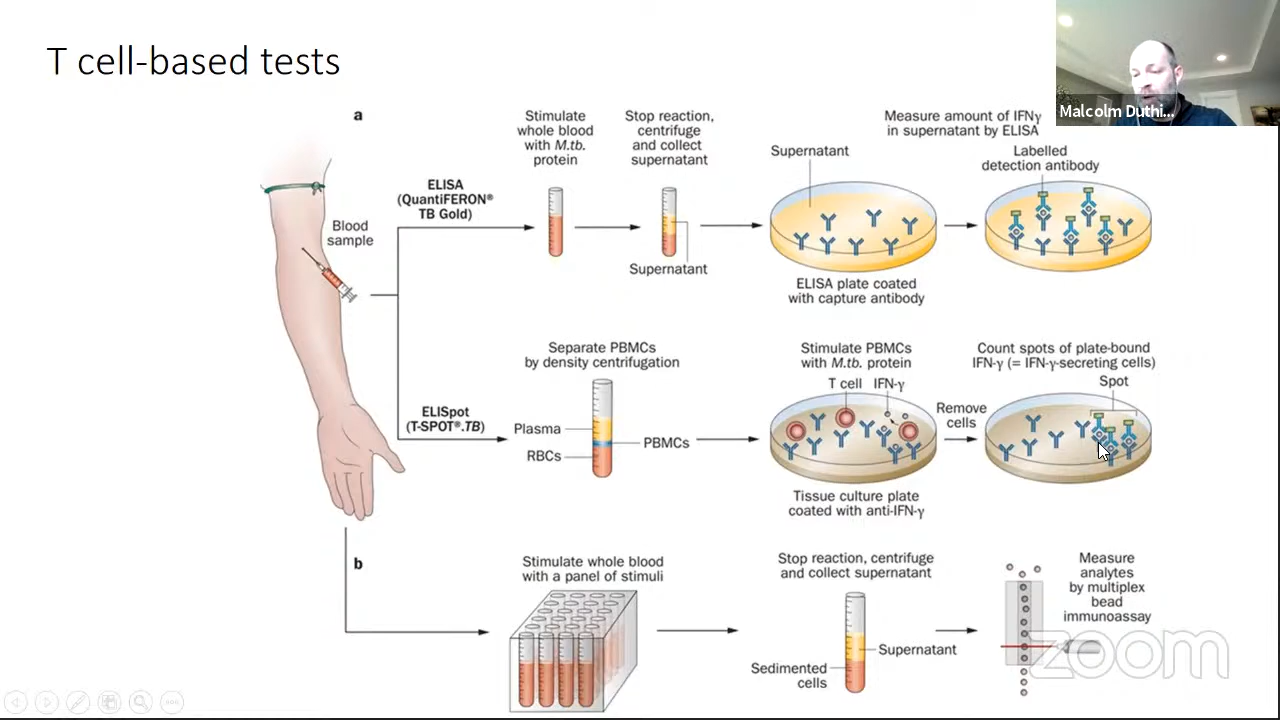 T cell-based tests
Malcolm Duthi...
a
Stimulate
whole blood
with M.tb.
protein
Stop reaction,
centrifuge
and collect
supernatant
Measure amount of IFNγ
in supernatant by ELISA
Supernatant
Labelled
detection antibody
ELISA
(QuantiFERON®
TB Gold)
Blood
sample
Supernatant
ELISA plate coated
with capture antibody
Separate PBMCs
by density centrifugation
Stimulate PBMCs
with M.tb. protein
T cell
IFN-γ
Count spots of plate-bound
IFN-γ (= IFN-γ-secreting cells)
Spot
ELISpot
(T-SPOT®.TB)
Plasma
RBCs
PBMCs
Remove
cells
Tissue culture plate
coated with anti-IFN-γ
b
Stimulate whole blood
with a panel of stimuli
Stop reaction, centrifuge
and collect supernatant
Measure
analytes
by multiplex
bead
immunoassay
Supernatant
Sedimented
cells
zoom